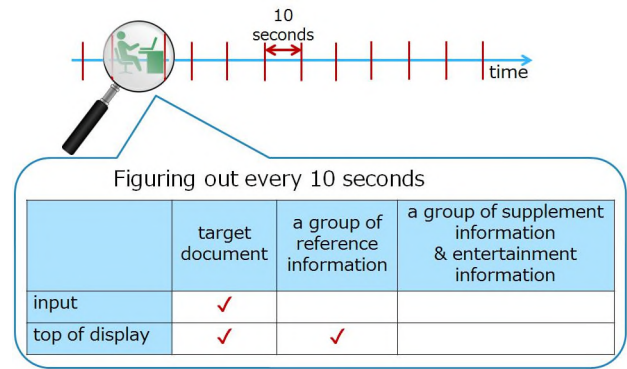 10
seconds
time
Figuring out every 10 seconds
target
document
a group of
reference
information
a group of supplement
information
& entertainment
information
input
✓
top of display
✓ ✓